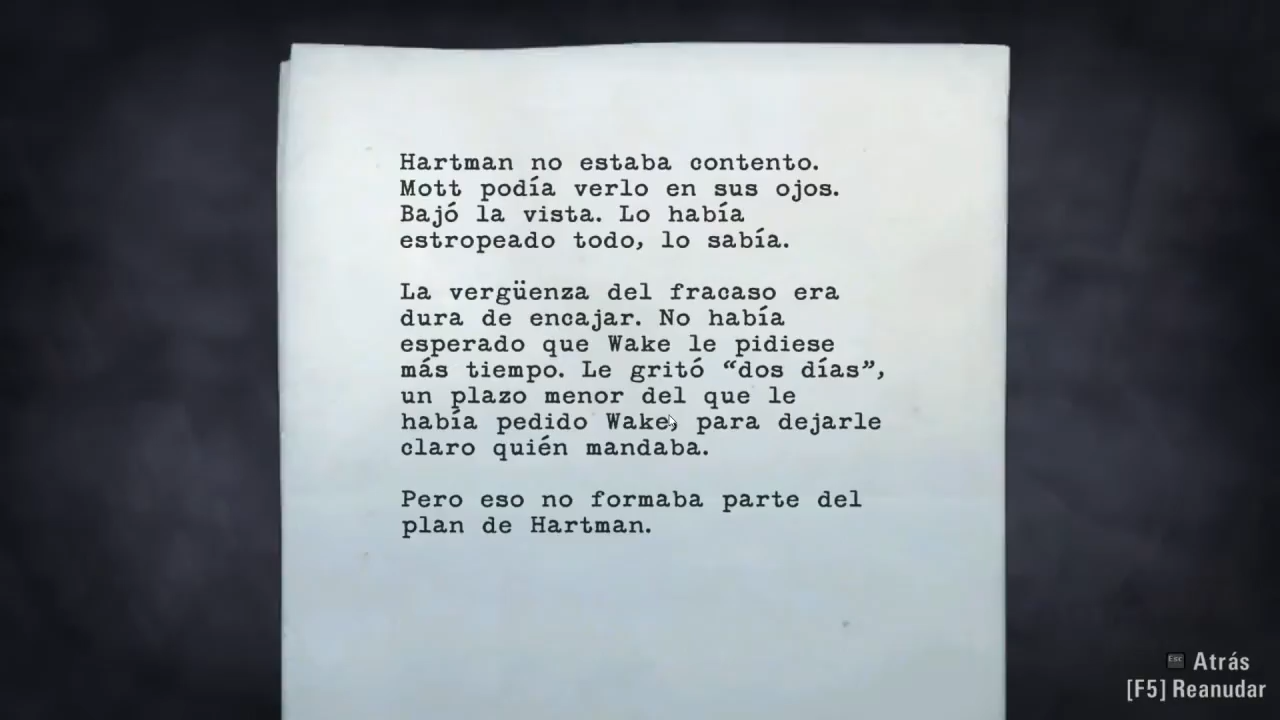 Hartman no estaba contento.
Mott podía verlo en sus ojos.
Bajó la vista. Lo había
estropeado todo, lo sabía.
La vergüenza del fracaso era
dura de encajar. No había
esperado que Wake le pidiese
más tiempo. Le gritó “dos días”,
un plazo menor del que le
había pedido Wake, para dejarle
claro quién mandaba.
Pero eso no formaba parte del
plan de Hartman.
Esc Atrás
[F5] Reanudar